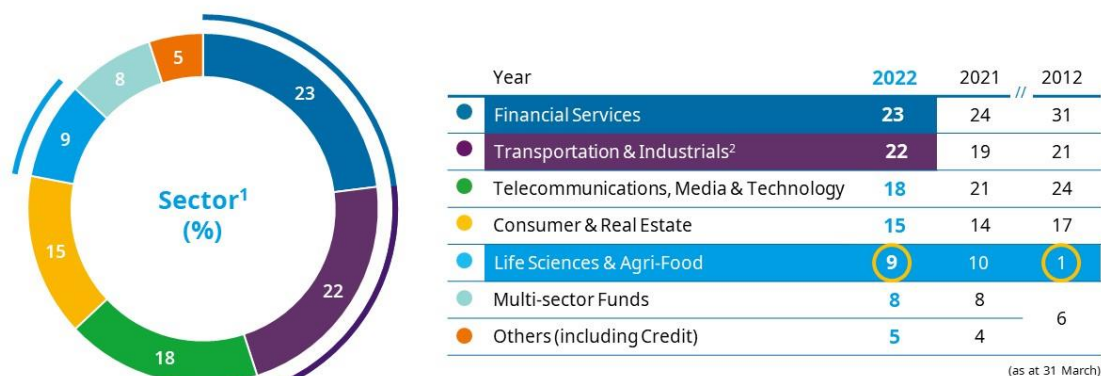 5
8
23
9
Sector¹
(%)
15
22
18
Year 2022 2021 // 2012
Financial Services 23 24 31
Transportation & Industrials² 22 19 21
Telecommunications, Media & Technology 18 21 24
Consumer & Real Estate 15 14 17
Life Sciences & Agri-Food 9 10 1
Multi-sector Funds 8 8
6
Others (including Credit) 5 4
(as at 31 March)